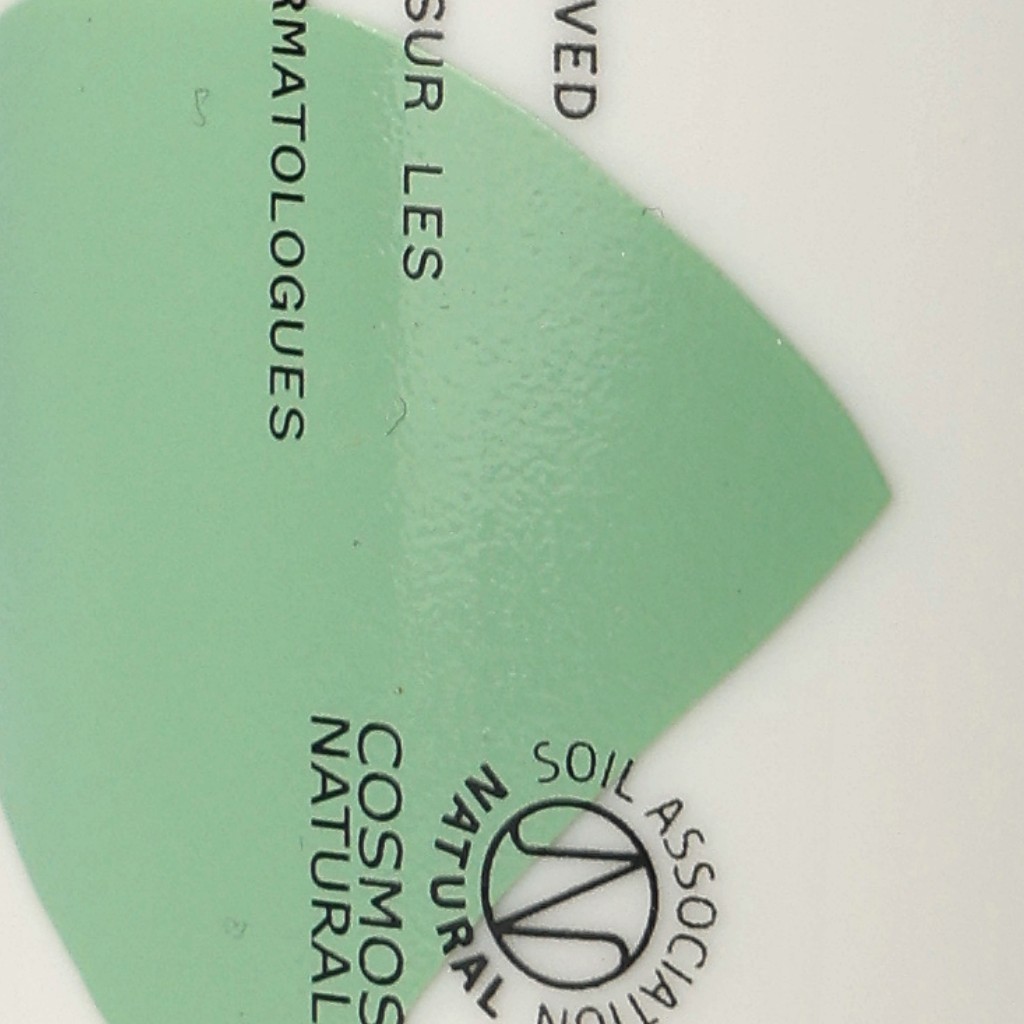 VED
SUR LES
RMATOLOGUES
SOIL ASSOCIATION
NATURAL
COSMOS
NATURAL